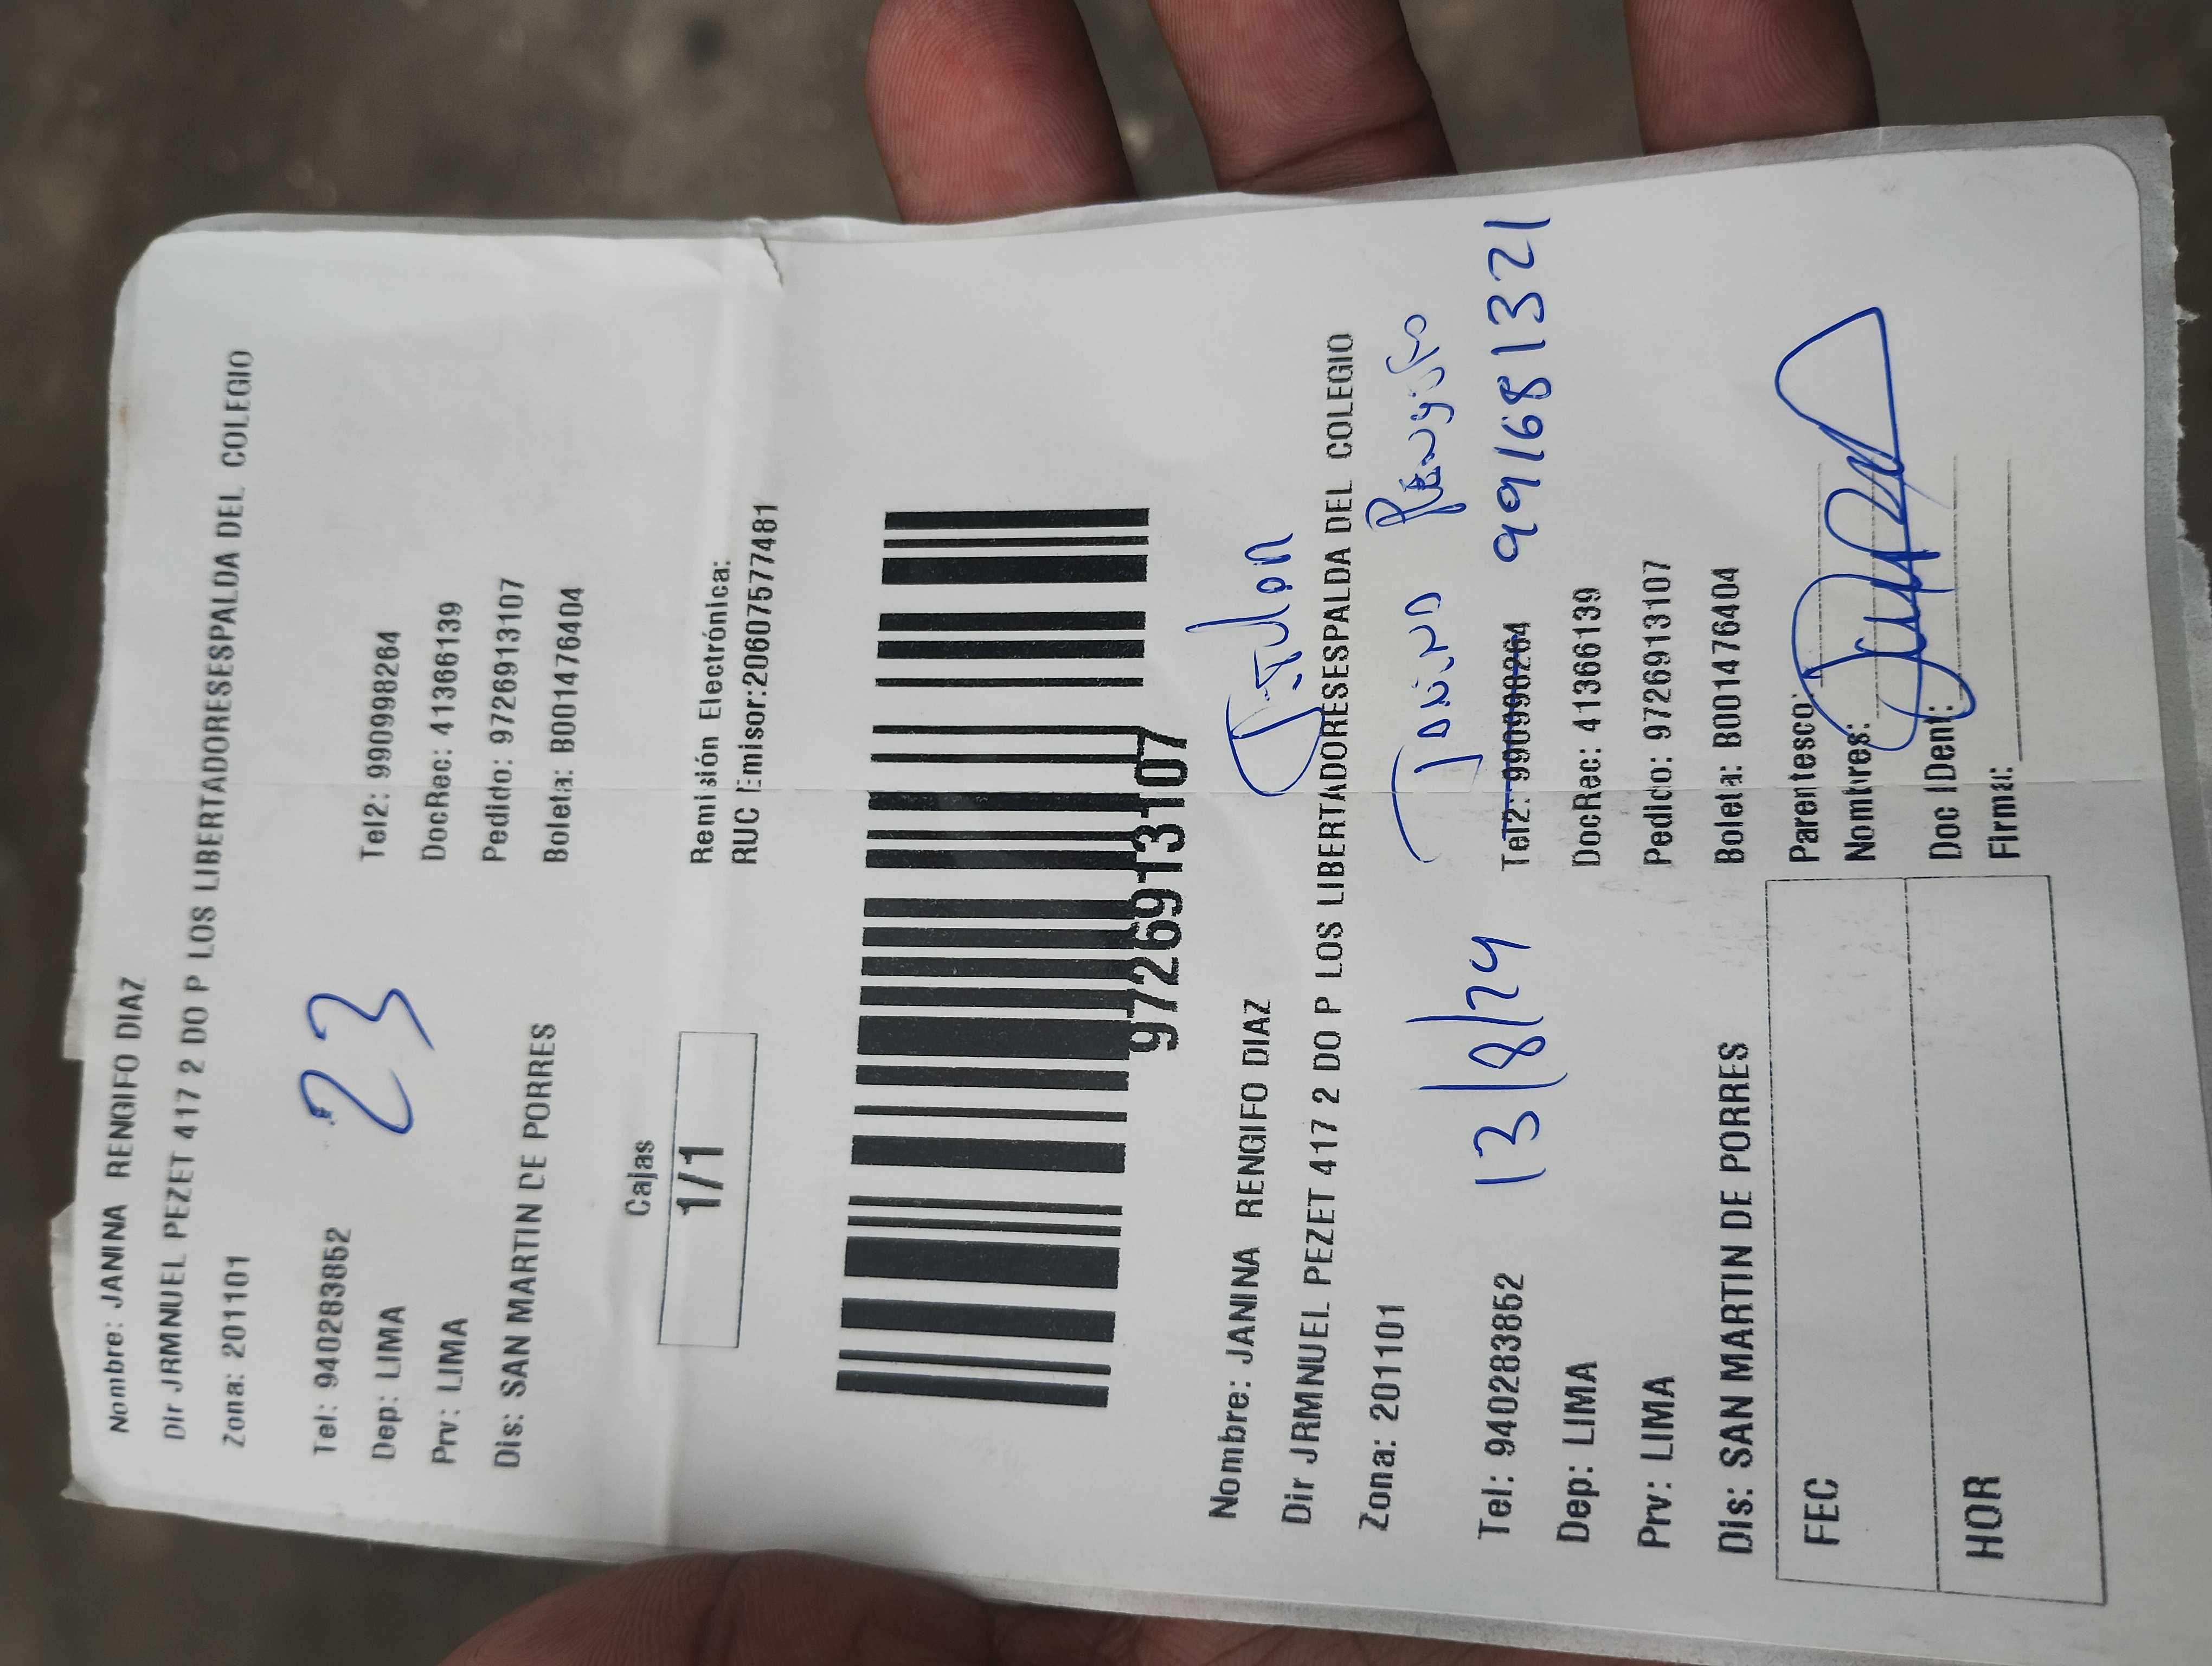 Nombre: JANINA RENGIFO DIAZ
Dir JRMNUEL PEZET 417 2 DO P LOS LIBERTADORESESPALDA DEL COLEGIO
Zona: 201101
23
Tel: 940283862
Tel2: 990998264
Dep: LIMA
DocRec: 41366139
Prv: LIMA
Pedido: 9726913107
Dis: SAN MARTIN DE PORRES
Boleta: B001476404
Cajas
1/1
Remisión Electrónica:
RUC Emisor:20607577481
9726913107
Nombre: JANINA RENGIFO DIAZ
Dir JRMNUEL PEZET 417 2 DO P LOS LIBERTADORESESPALDA DEL COLEGIO
Zona: 201101
13/8/24
Tel: 940283862
Tel2: 990998264 991681321
Dep: LIMA
DocRec: 41366139
Prv: LIMA
Pedido: 9726913107
Dis: SAN MARTIN DE PORRES
Boleta: B001476404
FEC
HOR
Parentesco:
Nombres:
Doc IDent:
Firma: